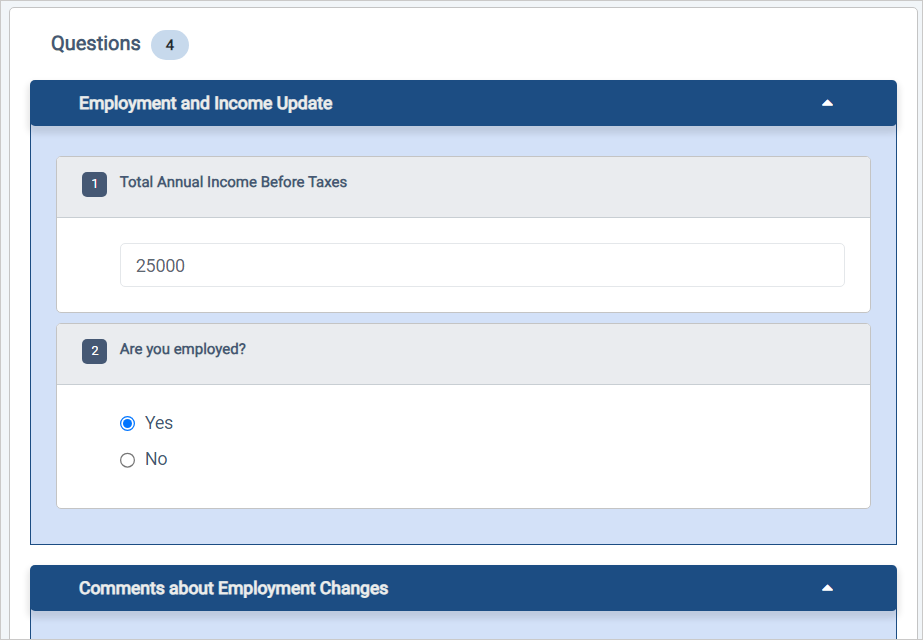 Questions 4
Employment and Income Update
1 Total Annual Income Before Taxes
25000
2 Are you employed?
Yes
No
Comments about Employment Changes